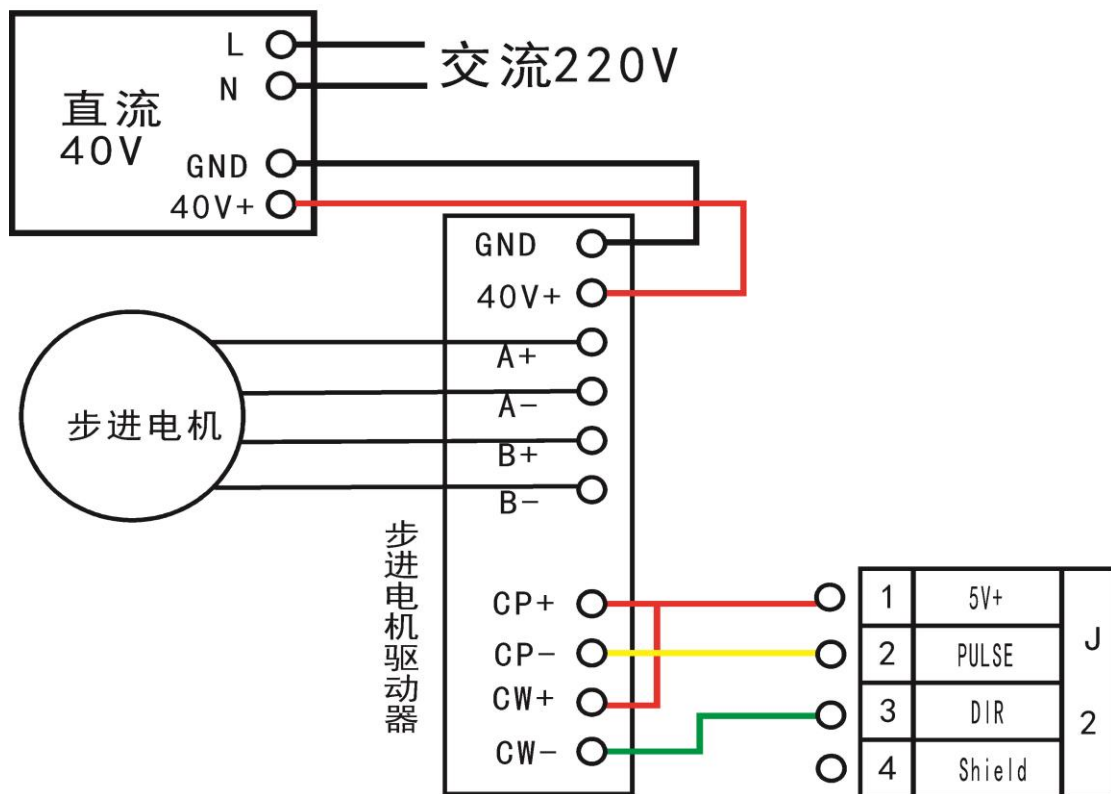 L
N
交流220V
直流
40V
GND
40V+
GND
40V+
A+
A-
B+
B-
步进电机
步进电机驱动器
CP+
CP-
CW+
CW-
1 5V+
2 PULSE
3 DIR
4 Shield
J
2